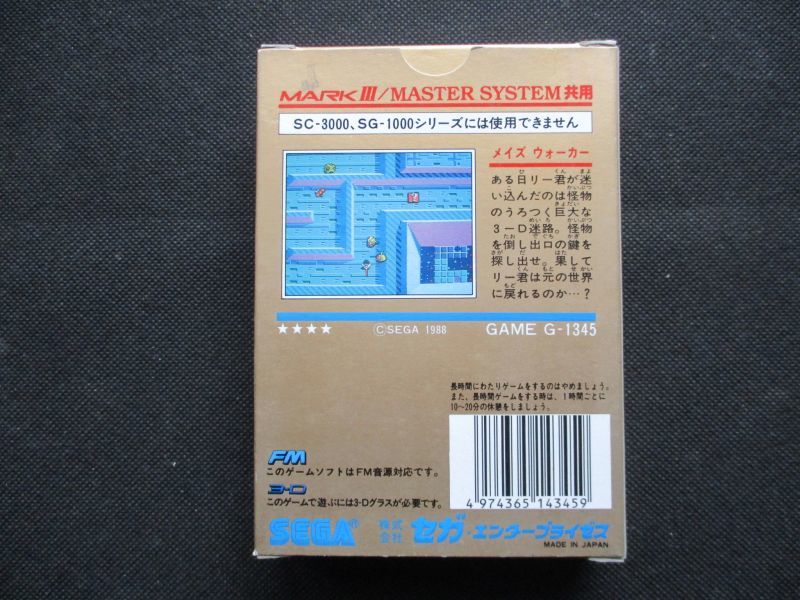 MARK III/MASTER SYSTEM共用
SC-3000、SG-1000シリーズには使用できません
メイズ ウォーカー
ある日リー君が迷
い込んだのは怪物
のうろつく巨大な
3-D迷路。怪物
を倒し出口の鍵を
探し出せ。果して
リー君は元の世界
に戻れるのか…?
★★★★ ©SEGA 1988 GAME G-1345
長時間にわたりゲームをするのはやめましょう。
また、長時間ゲームをする時は、1時間ごとに
10〜20分の休憩をしましょう。
FM
このゲームソフトはFM音源対応です。
3-D
このゲームで遊ぶには3-Dグラスが必要です。
4 974365 143459
SEGA® 株式会社 セガ・エンタープライゼス
MADE IN JAPAN